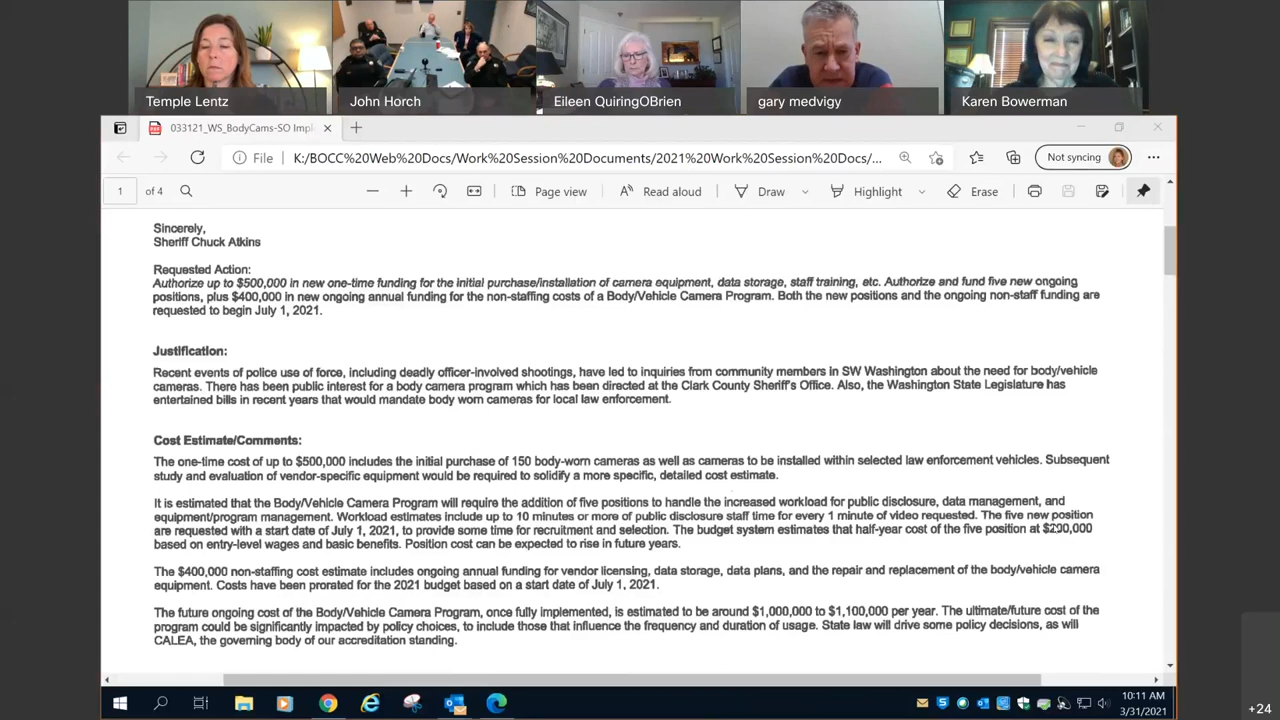 Temple Lentz
John Horch
Eileen QuiringOBrien
gary medvigy
Karen Bowerman
033121_WS_BodyCams-SO Impl
File
K:/BOCC%20Web%20Docs/Work%20Session%20Documents/2021%20Work%20Session%20Docs/...
Not syncing
1 of 4
Page view
Read aloud
Draw
Highlight
Erase
Sincerely,
Sheriff Chuck Atkins
Requested Action:
Authorize up to $500,000 in new one-time funding for the initial purchase/installation of camera equipment, data storage, staff training, etc. Authorize and fund five new ongoing
positions, plus $400,000 in new ongoing annual funding for the non-staffing costs of a Body/Vehicle Camera Program. Both the new positions and the ongoing non-staff funding are
requested to begin July 1, 2021.
Justification:
Recent events of police use of force, including deadly officer-involved shootings, have led to inquiries from community members in SW Washington about the need for body/vehicle
cameras. There has been public interest for a body camera program which has been directed at the Clark County Sheriff's Office. Also, the Washington State Legislature has
entertained bills in recent years that would mandate body worn cameras for local law enforcement.
Cost Estimate/Comments:
The one-time cost of up to $500,000 includes the initial purchase of 150 body-worn cameras as well as cameras to be installed within selected law enforcement vehicles. Subsequent
study and evaluation of vendor-specific equipment would be required to solidify a more specific, detailed cost estimate.
It is estimated that the Body/Vehicle Camera Program will require the addition of five positions to handle the increased workload for public disclosure, data management, and
equipment/program management. Workload estimates include up to 10 minutes or more of public disclosure staff time for every 1 minute of video requested. The five new position
are requested with a start date of July 1, 2021, to provide some time for recruitment and selection. The budget system estimates that half-year cost of the five position at $200,000
based on entry-level wages and basic benefits. Position cost can be expected to rise in future years.
The $400,000 non-staffing cost estimate includes ongoing annual funding for vendor licensing, data storage, data plans, and the repair and replacement of the body/vehicle camera
equipment. Costs have been prorated for the 2021 budget based on a start date of July 1, 2021.
The future ongoing cost of the Body/Vehicle Camera Program, once fully implemented, is estimated to be around $1,000,000 to $1,100,000 per year. The ultimate/future cost of the
program could be significantly impacted by policy choices, to include those that influence the frequency and duration of usage. State law will drive some policy decisions, as will
CALEA, the governing body of our accreditation standing.
10:11 AM
3/31/2021
+24